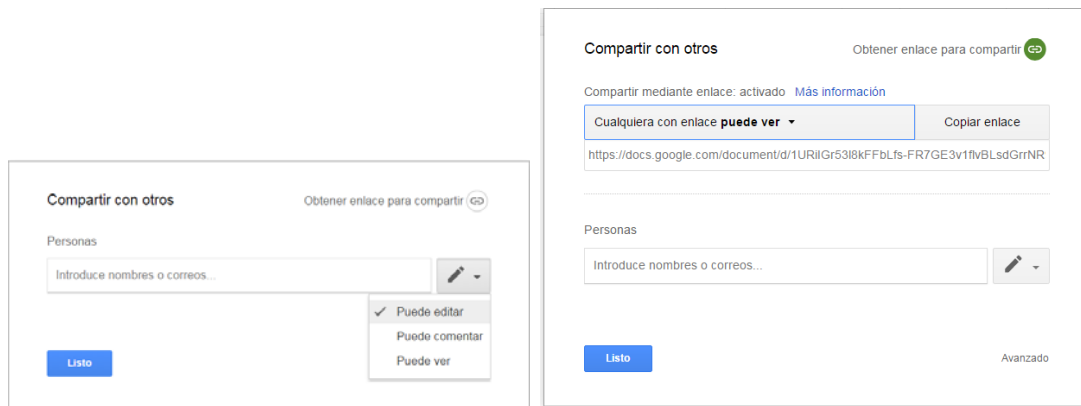 Compartir con otros
Obtener enlace para compartir
Personas
Introduce nombres o correos...
Puede editar
Puede comentar
Puede ver
Listo
Compartir con otros
Obtener enlace para compartir
Compartir mediante enlace: activado Más información
Cualquiera con enlace puede ver
Copiar enlace
https://docs.google.com/document/d/1URiIGr53I8kFFbLfs-FR7GE3v1flvBLsdGrrNR
Personas
Introduce nombres o correos...
Listo
Avanzado